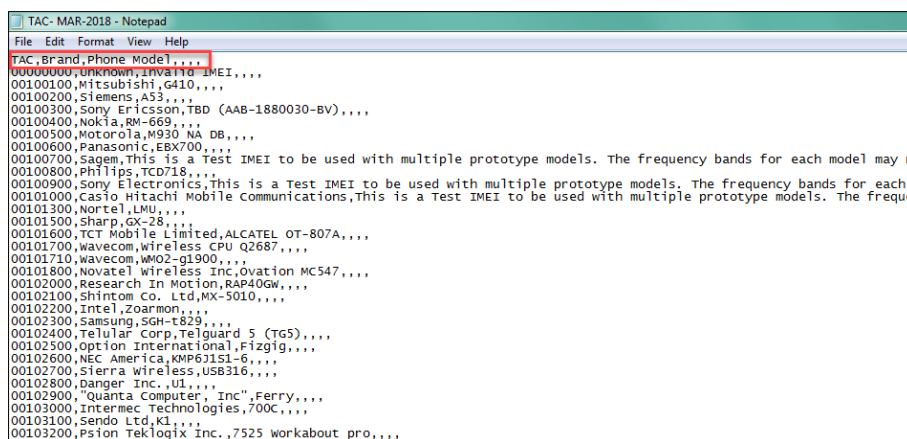 TAC- MAR-2018 - Notepad
File Edit Format View Help
TAC,Brand,Phone Model,,,,
00000000,Unknown,Invalid IMEI,,,,
00100100,Mitsubishi,G410,,,,
00100200,Siemens,A53,,,,
00100300,Sony Ericsson,TBD (AAB-1880030-BV),,,,
00100400,Nokia,RM-669,,,,
00100500,Motorola,M930 NA DB,,,,
00100600,Panasonic,EBX700,,,,
00100700,Sagem,This is a Test IMEI to be used with multiple prototype models. The frequency bands for each model may
00100800,Philips,TCD718,,,,
00100900,Sony Electronics,This is a Test IMEI to be used with multiple prototype models. The frequency bands for each
00101000,Casio Hitachi Mobile Communications,This is a Test IMEI to be used with multiple prototype models. The frequ
00101300,Nortel,LMU,,,,
00101500,Sharp,GX-28,,,,
00101600,TCT Mobile Limited,ALCATEL OT-807A,,,,
00101700,Wavecom,Wireless CPU Q2687,,,,
00101710,Wavecom,WMO2-g1900,,,,
00101800,Novatel Wireless Inc,Ovation MC547,,,,
00102000,Research In Motion,RAP40GW,,,,
00102100,Shintom Co. Ltd,MX-5010,,,,
00102200,Intel,Zoarmon,,,,
00102300,Samsung,SGH-t829,,,,
00102400,Telular Corp,Telguard 5 (TG5),,,,
00102500,Option International,Fizgig,,,,
00102600,NEC America,KMP6J1S1-6,,,,
00102700,Sierra Wireless,USB316,,,,
00102800,Danger Inc.,U1,,,,
00102900,"Quanta Computer, Inc",Ferry,,,,
00103000,Intermec Technologies,700C,,,,
00103100,Sendo Ltd,K1,,,,
00103200,Psion Teklogix Inc.,7525 Workabout pro,,,,